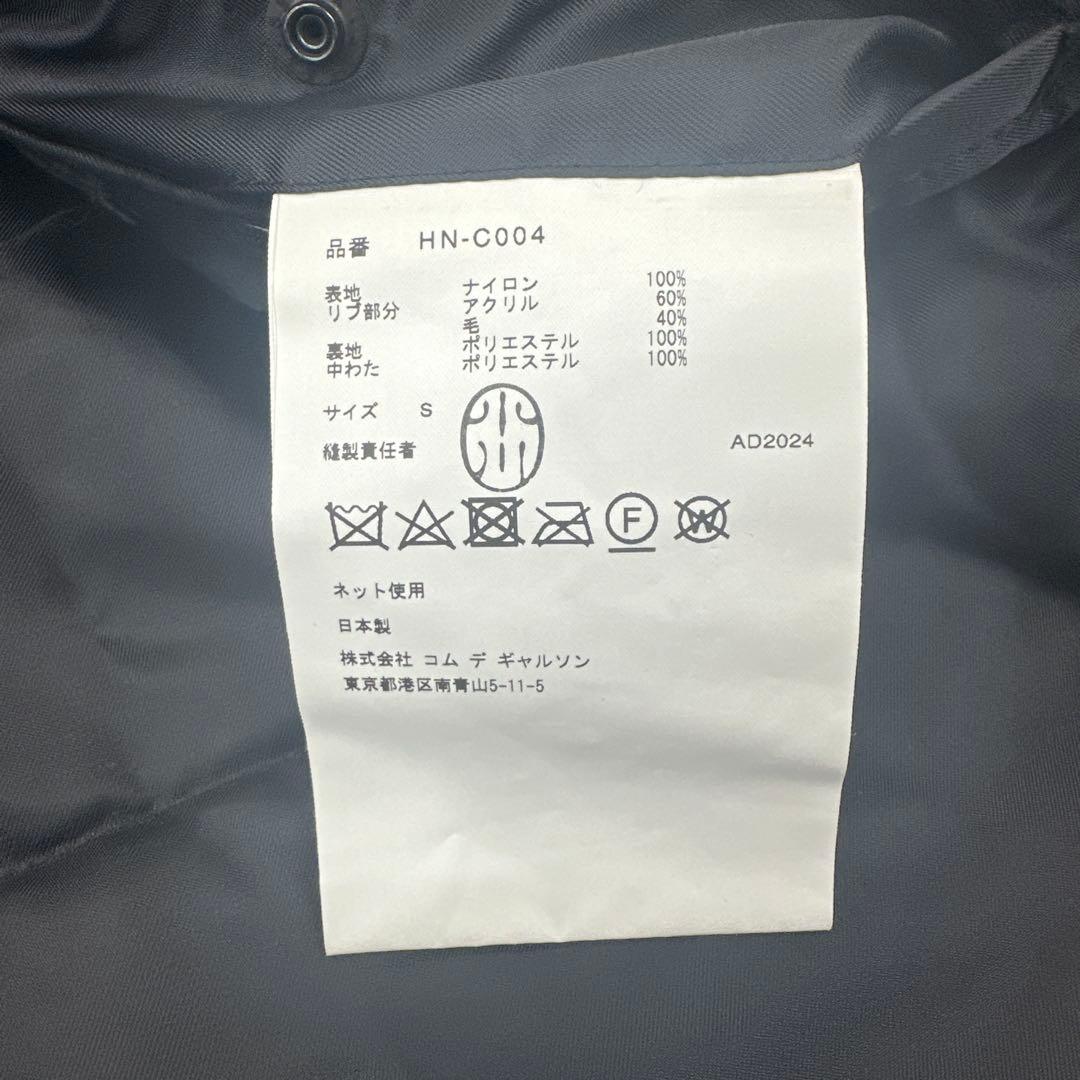 品番 HN-C004
表地 ナイロン 100%
リブ部分 アクリル 60%
毛 40%
裏地 ポリエステル 100%
中わた ポリエステル 100%
サイズ S
縫製責任者
AD2024
F W
ネット使用
日本製
株式会社 コム デ ギャルソン
東京都港区南青山5-11-5